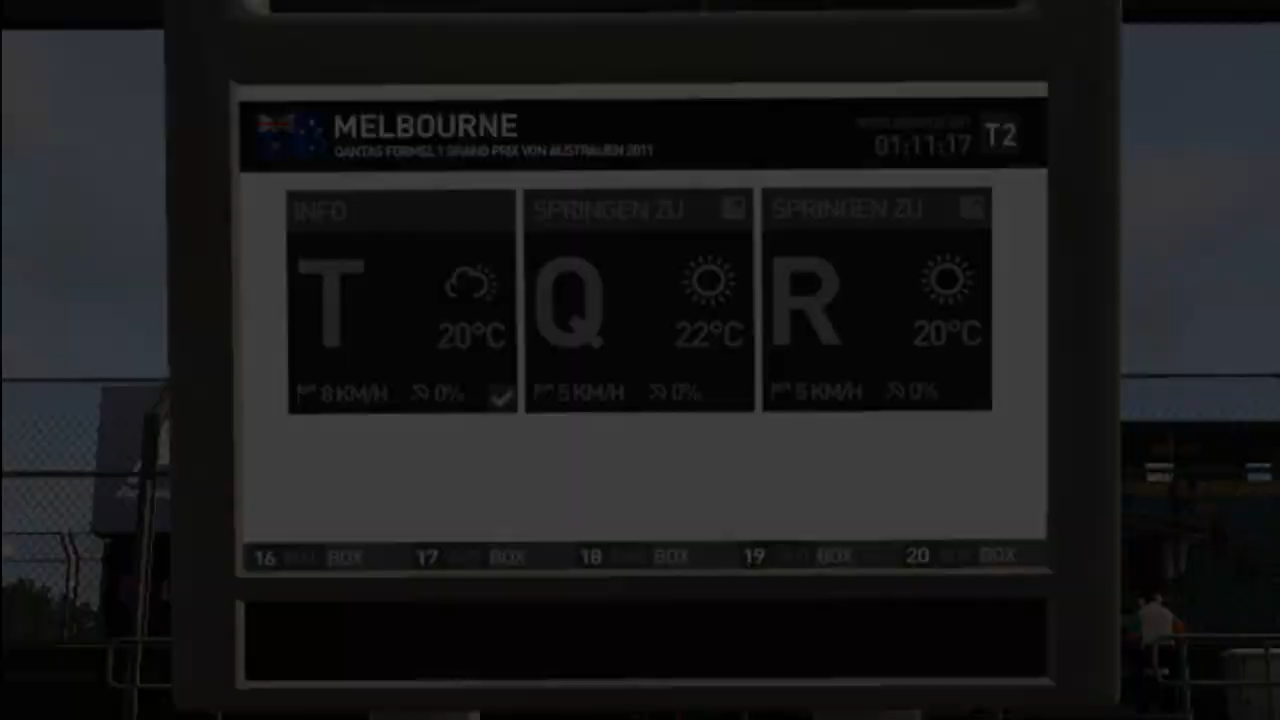 MELBOURNE
QANTAS FORMEL 1 GRAND PRIX VON AUSTRALIEN 2011
01:11:17 T2
INFO
T
20°C
8 KM/H 0%
SPRINGEN ZU
Q
22°C
5 KM/H 0%
SPRINGEN ZU
R
20°C
5 KM/H 0%
16 BOX 17 BOX 18 BOX 19 BOX 20 BOX